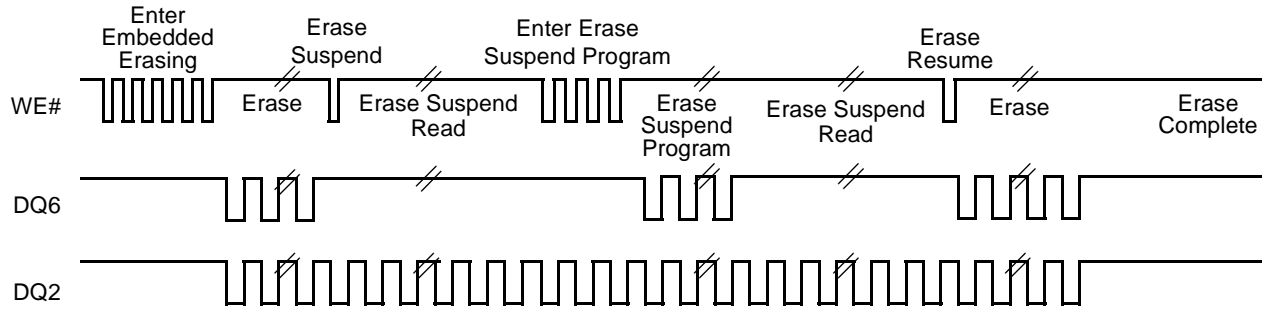 Enter
Embedded
Erasing
Erase
Suspend
Enter Erase
Suspend Program
Erase
Resume
WE#
Erase
Erase Suspend
Read
Erase
Suspend
Program
Erase Suspend
Read
Erase
Erase
Complete
DQ6
DQ2